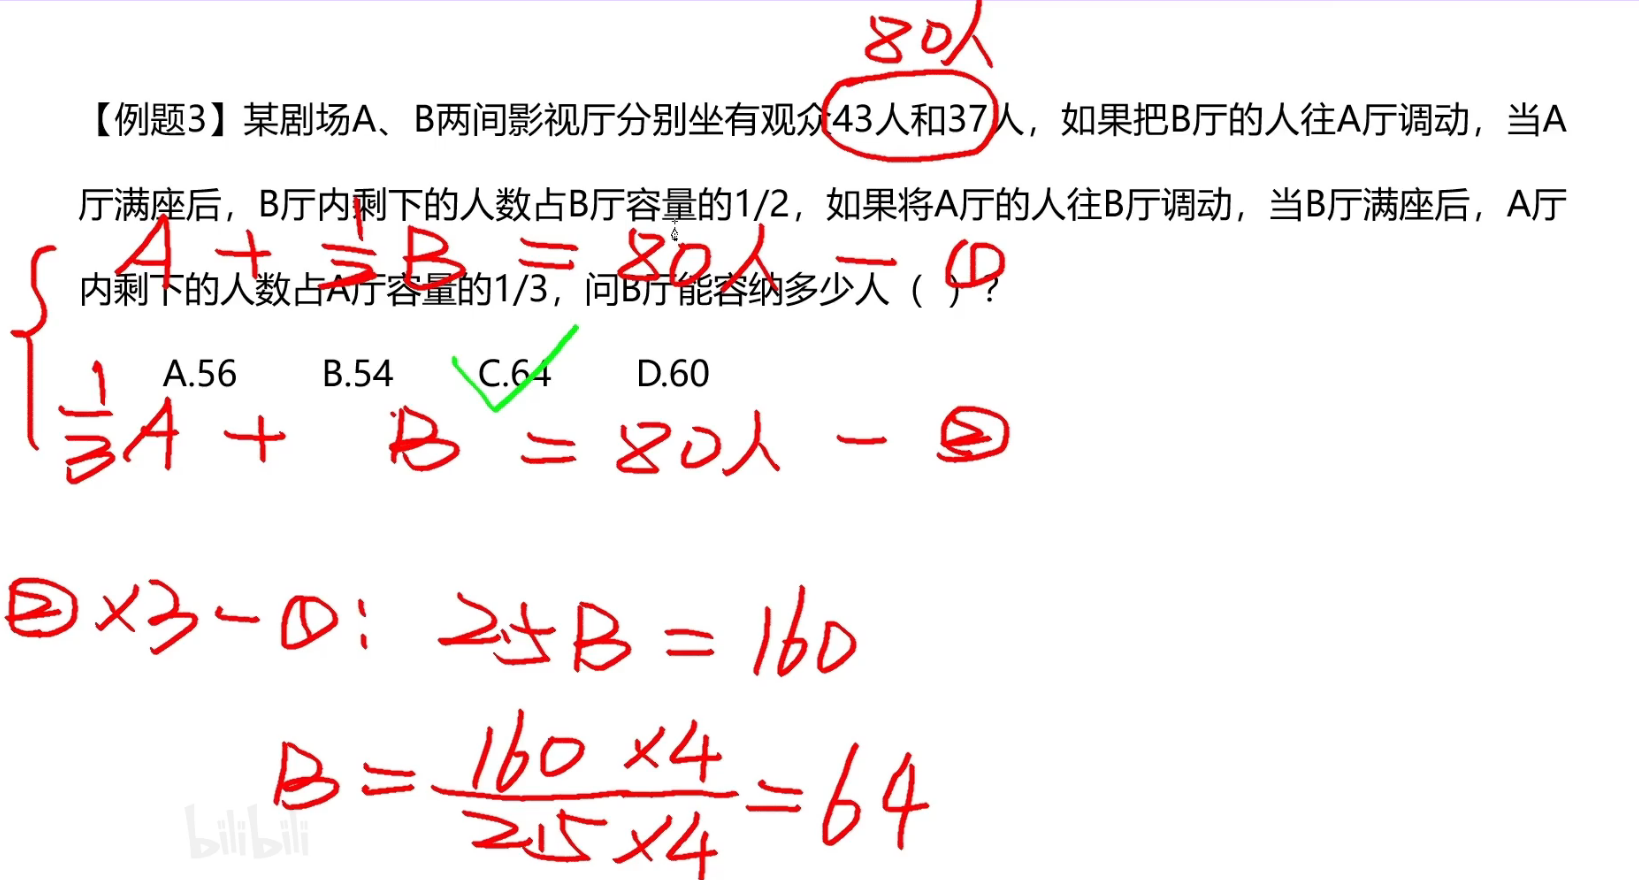 80人
【例题3】某剧场A、B两间影视厅分别坐有观众43人和37人，如果把B厅的人往A厅调动，当A
厅满座后，B厅内剩下的人数占B厅容量的1/2，如果将A厅的人往B厅调动，当B厅满座后，A厅
A + 1/2 B = 80人 — ①
内剩下的人数占A厅容量的1/3，问B厅能容纳多少人（ ）？
A.56 B.54 C.64 D.60
1/3 A + B = 80人 — ②
②×3-①: 2.5B = 160
B = 160×4/2.5×4 = 64
bilibili